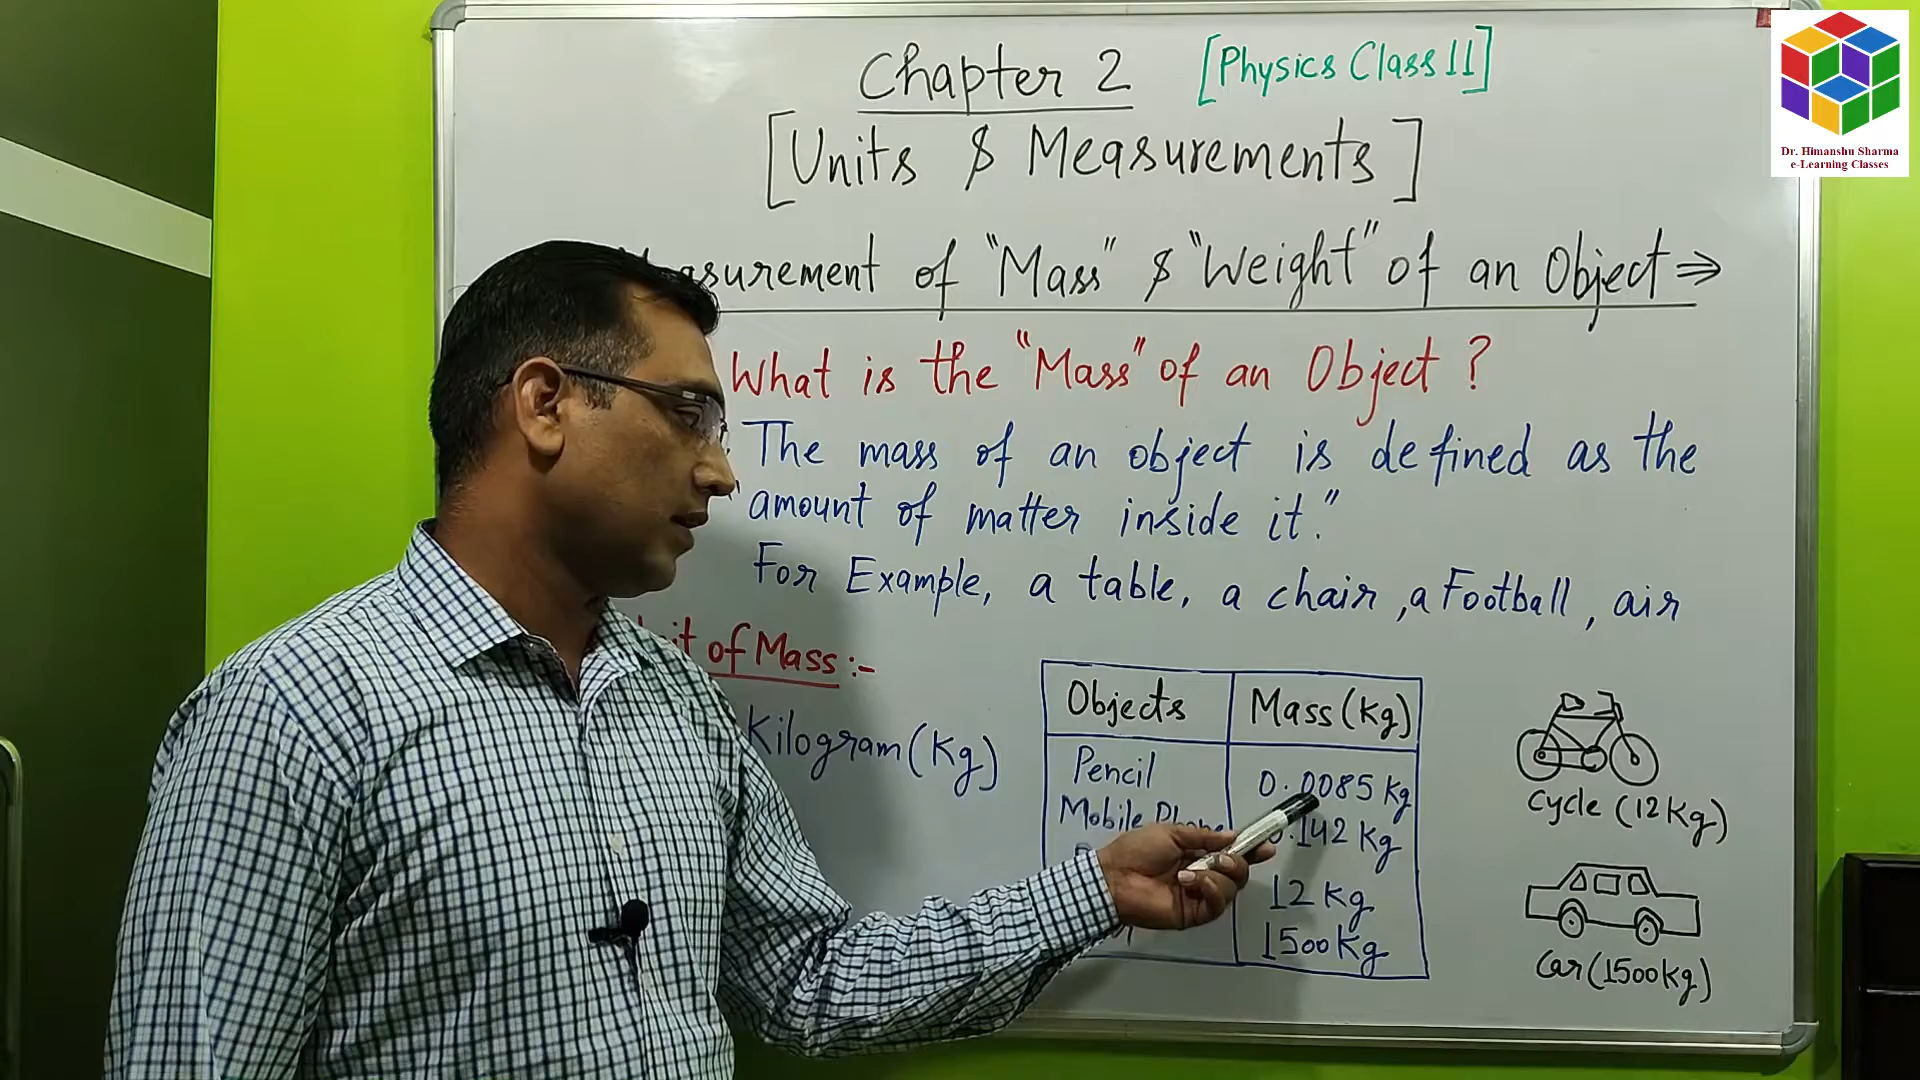 Chapter 2 [Physics Class 11]
[Units & Measurements]
surement of "Mass" & "Weight" of an Object ⇒
What is the "Mass" of an Object ?
The mass of an object is defined as the
amount of matter inside it."
For Example, a table, a chair, a Football, air
of Mass :-
Kilogram (Kg)
Objects Mass (Kg)
Pencil 0.0085 Kg
Mobile Phone 0.142 Kg
12 Kg
1500 Kg
Cycle (12 Kg)
Car (1500 kg)
Dr. Himanshu Sharma
e-Learning Classes